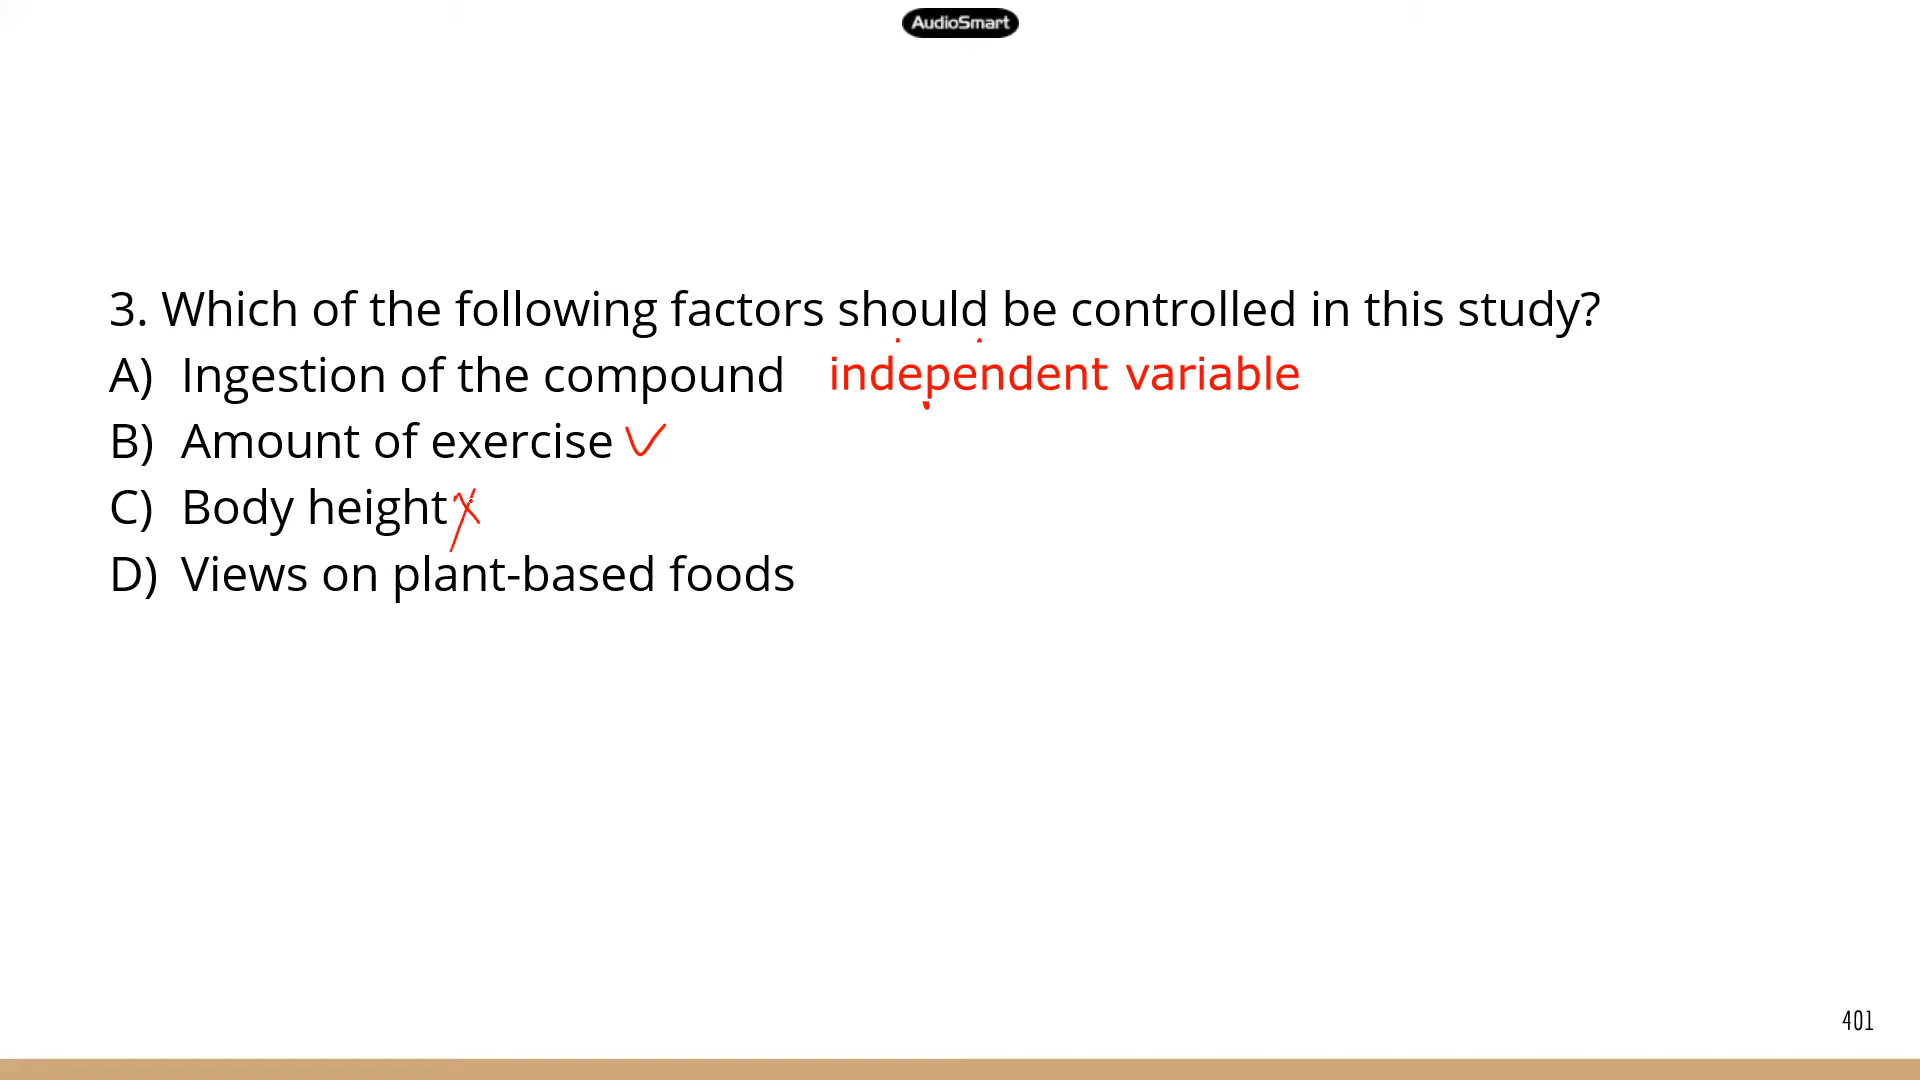 AudioSmart
3. Which of the following factors should be controlled in this study?
A) Ingestion of the compound independent variable
B) Amount of exercise
C) Body height
D) Views on plant-based foods
401